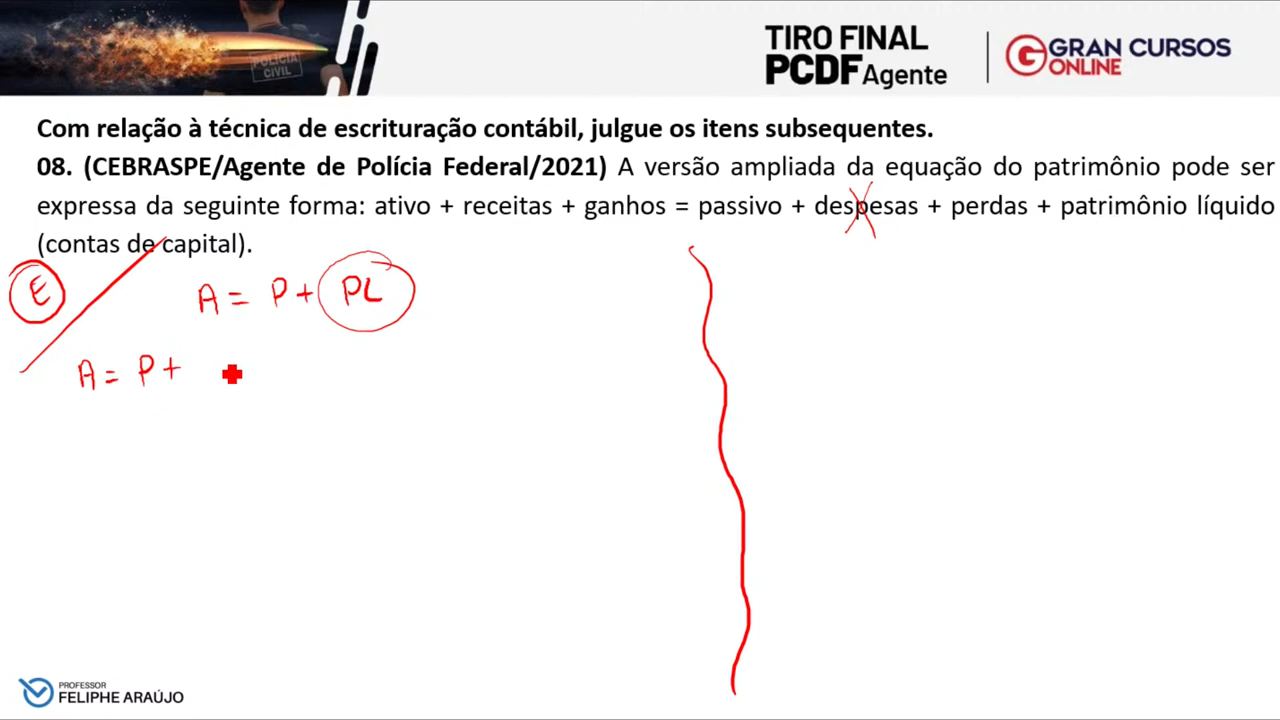 POLICIA
CIVIL
TIRO FINAL
PCDF Agente
GRAN CURSOS
ONLINE
Com relação à técnica de escrituração contábil, julgue os itens subsequentes.
08. (CEBRASPE/Agente de Polícia Federal/2021) A versão ampliada da equação do patrimônio pode ser
expressa da seguinte forma: ativo + receitas + ganhos = passivo + despesas + perdas + patrimônio líquido
(contas de capital).
E
A = P + PL
A = P +
PROFESSOR
FELIPHE ARAÚJO